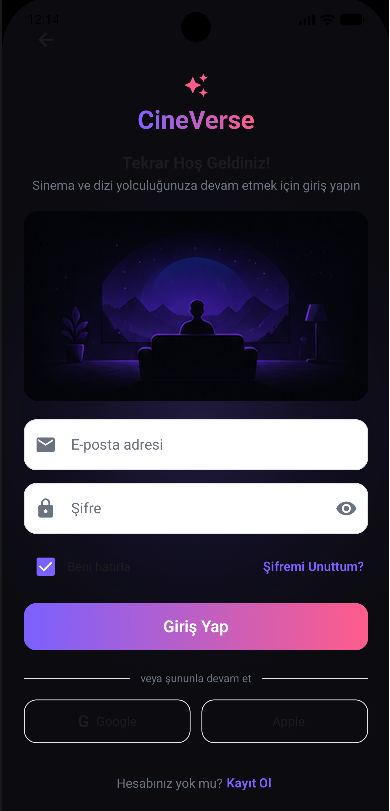 12:14
CineVerse
Tekrar Hoş Geldiniz!
Sinema ve dizi yolculuğunuza devam etmek için giriş yapın
E-posta adresi
Şifre
Beni hatırla Şifremi Unuttum?
Giriş Yap
veya şununla devam et
G Google Apple
Hesabınız yok mu? Kayıt Ol